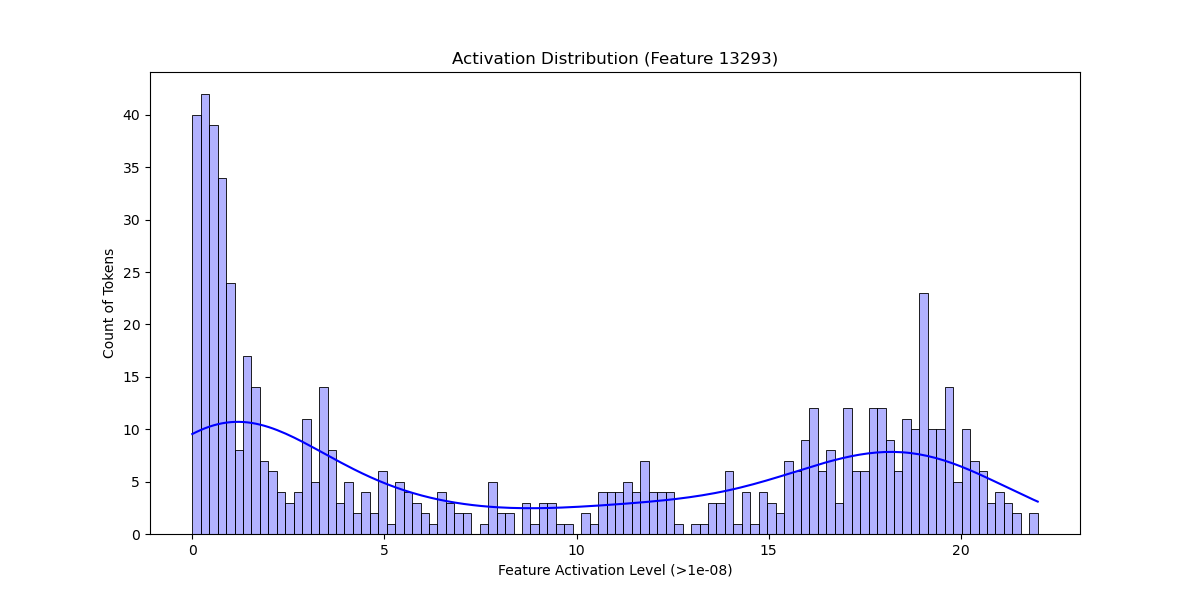 Activation Distribution (Feature 13293)
40
35
30
25
20
15
10
5
0
Count of Tokens
0 5 10 15 20
Feature Activation Level (>1e-08)